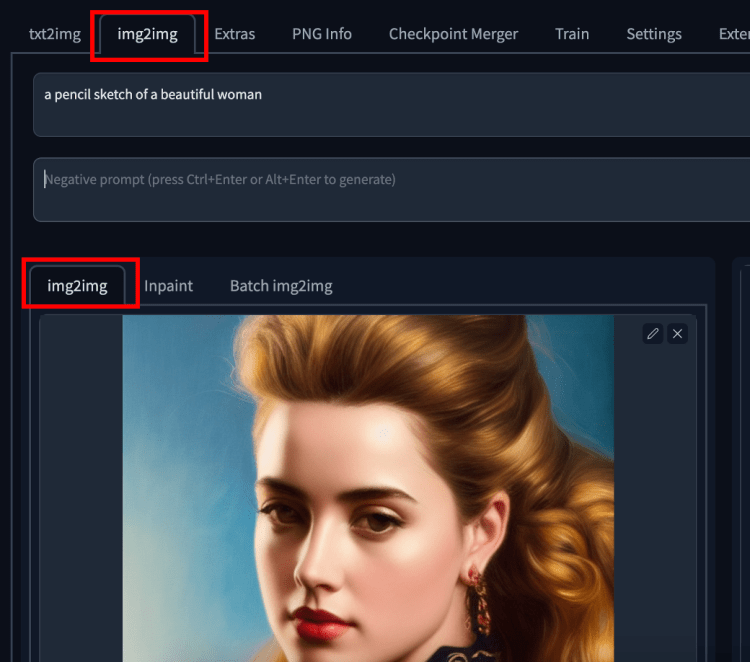 txt2img img2img Extras PNG Info Checkpoint Merger Train Settings
a pencil sketch of a beautiful woman
Negative prompt (press Ctrl+Enter or Alt+Enter to generate)
img2img Inpaint Batch img2img